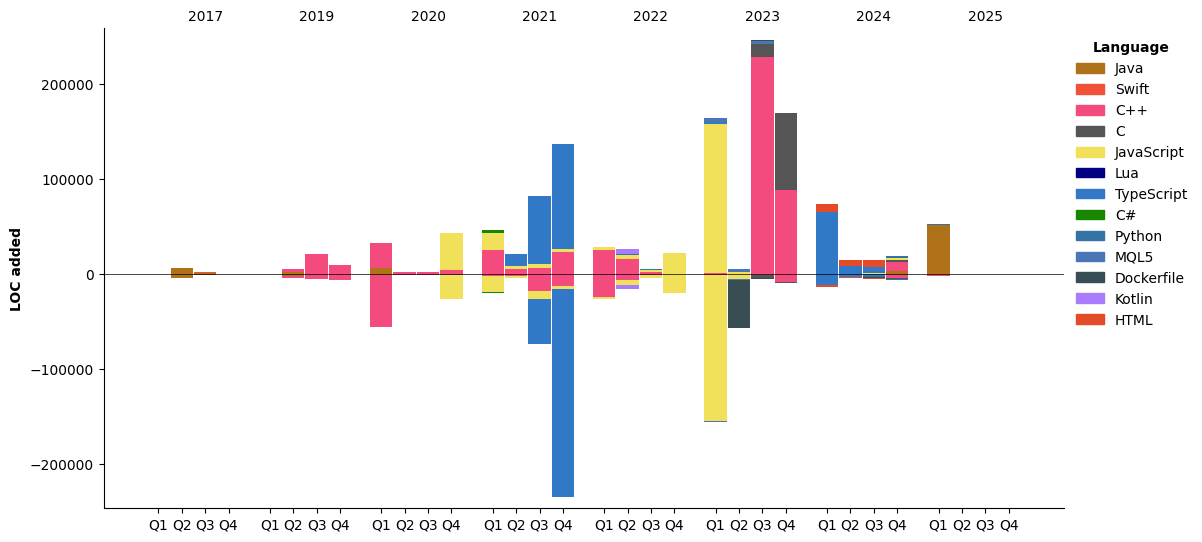 2017 2019 2020 2021 2022 2023 2024 2025
Language
Java
Swift
C++
C
JavaScript
Lua
TypeScript
C#
Python
MQL5
Dockerfile
Kotlin
HTML
LOC added
200000
100000
0
−100000
−200000
Q1 Q2 Q3 Q4 Q1 Q2 Q3 Q4 Q1 Q2 Q3 Q4 Q1 Q2 Q3 Q4 Q1 Q2 Q3 Q4 Q1 Q2 Q3 Q4 Q1 Q2 Q3 Q4 Q1 Q2 Q3 Q4